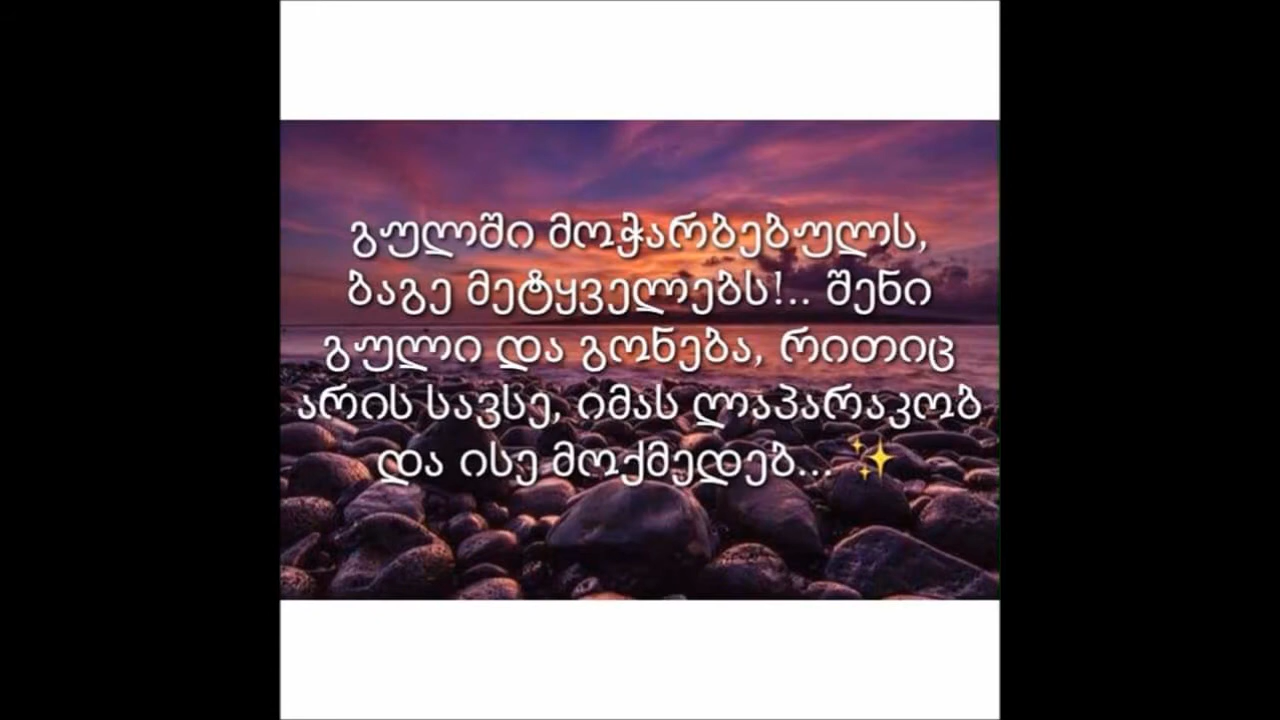 გულში მოჭარბებულს,
ბაგე მეტყველებს!.. შენი
გული და გონება, რითიც
არის სავსე, იმას ლაპარაკობ
და ისე მოქმედებ... ✨